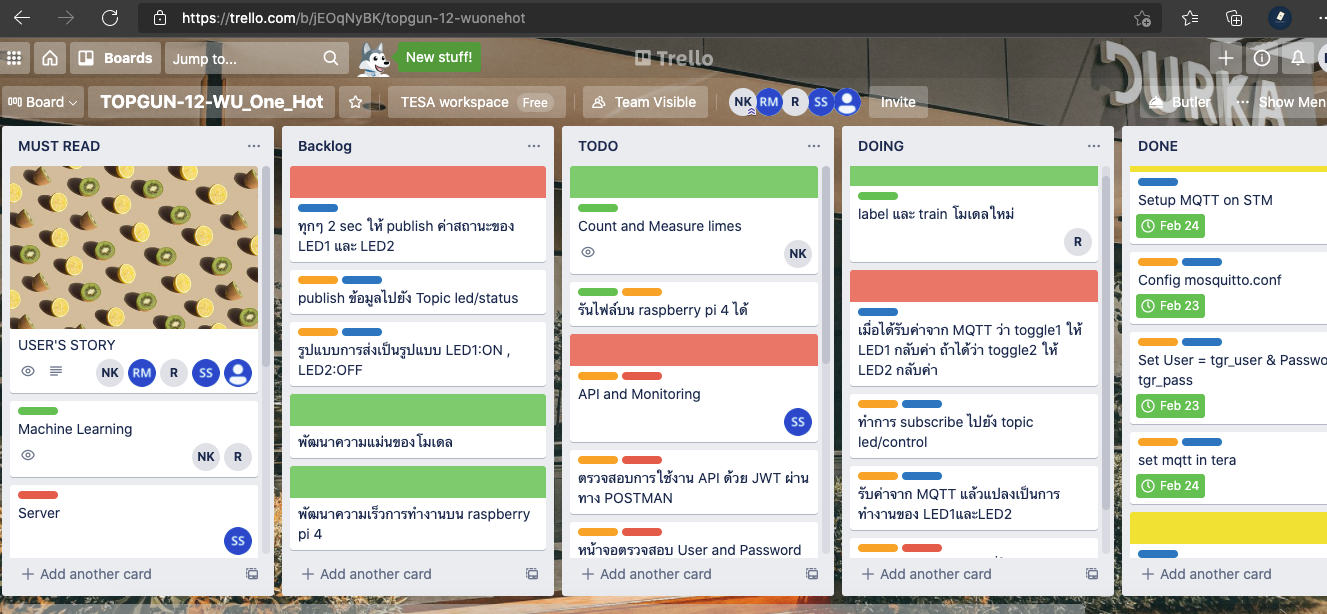 https://trello.com/b/jEOqNyBK/topgun-12-wuonehot
Boards
Jump to...
New stuff!
Trello
Board
TOPGUN-12-WU_One_Hot
TESA workspace Free
Team Visible
NK RM R SS
Invite
Butler
Show Men
MUST READ
USER'S STORY
NK RM R SS
Machine Learning
NK R
Server
SS
Add another card
Backlog
ทุกๆ 2 sec ให้ publish ค่าสถานะของ
LED1 และ LED2
publish ข้อมูลไปยัง Topic led/status
รูปแบบการส่งเป็นรูปแบบ LED1:ON ,
LED2:OFF
พัฒนาความแม่นของโมเดล
พัฒนาความเร็วการทำงานบน raspberry
pi 4
Add another card
TODO
Count and Measure limes
NK
รันไฟล์บน raspberry pi 4 ได้
API and Monitoring
SS
ตรวจสอบการใช้งาน API ด้วย JWT ผ่าน
ทาง POSTMAN
หน้าจอตรวจสอบ User and Password
Add another card
DOING
label และ train โมเดลใหม่
R
เมื่อได้รับค่าจาก MQTT ว่า toggle1 ให้
LED1 กลับค่า ถ้าได้ว่า toggle2 ให้
LED2 กลับค่า
ทำการ subscribe ไปยัง topic
led/control
รับค่าจาก MQTT แล้วแปลงเป็นการ
ทำงานของ LED1และLED2
Add another card
DONE
Setup MQTT on STM
Feb 24
Config mosquitto.conf
Feb 23
Set User = tgr_user & Passwo
tgr_pass
Feb 23
set mqtt in tera
Feb 24
Add another card